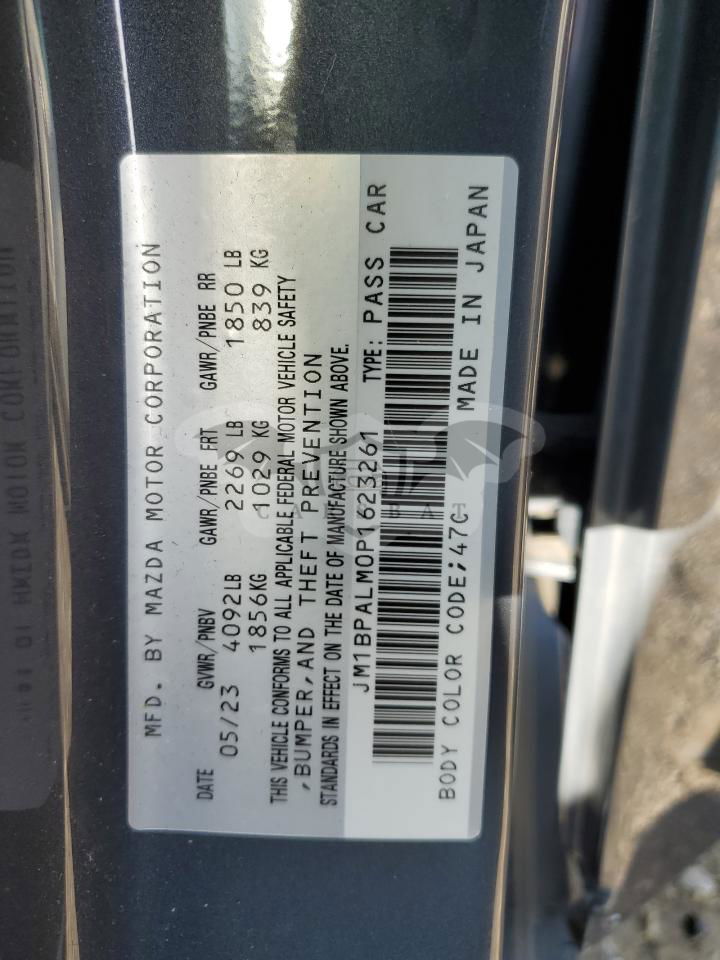 MFD. BY MAZDA MOTOR CORPORATION
DATE GVWR/PNBV GAWR/PNBE FRT GAWR/PNBE RR
05/23 4092LB 2269 LB 1850 LB
1856KG 1029 KG 839 KG
THIS VEHICLE CONFORMS TO ALL APPLICABLE FEDERAL MOTOR VEHICLE SAFETY
,BUMPER,AND THEFT PREVENTION
STANDARDS IN EFFECT ON THE DATE OF MANUFACTURE SHOWN ABOVE.
JM1BPALM0P1623261 TYPE: PASS CAR
BODY COLOR CODE;47C MADE IN JAPAN